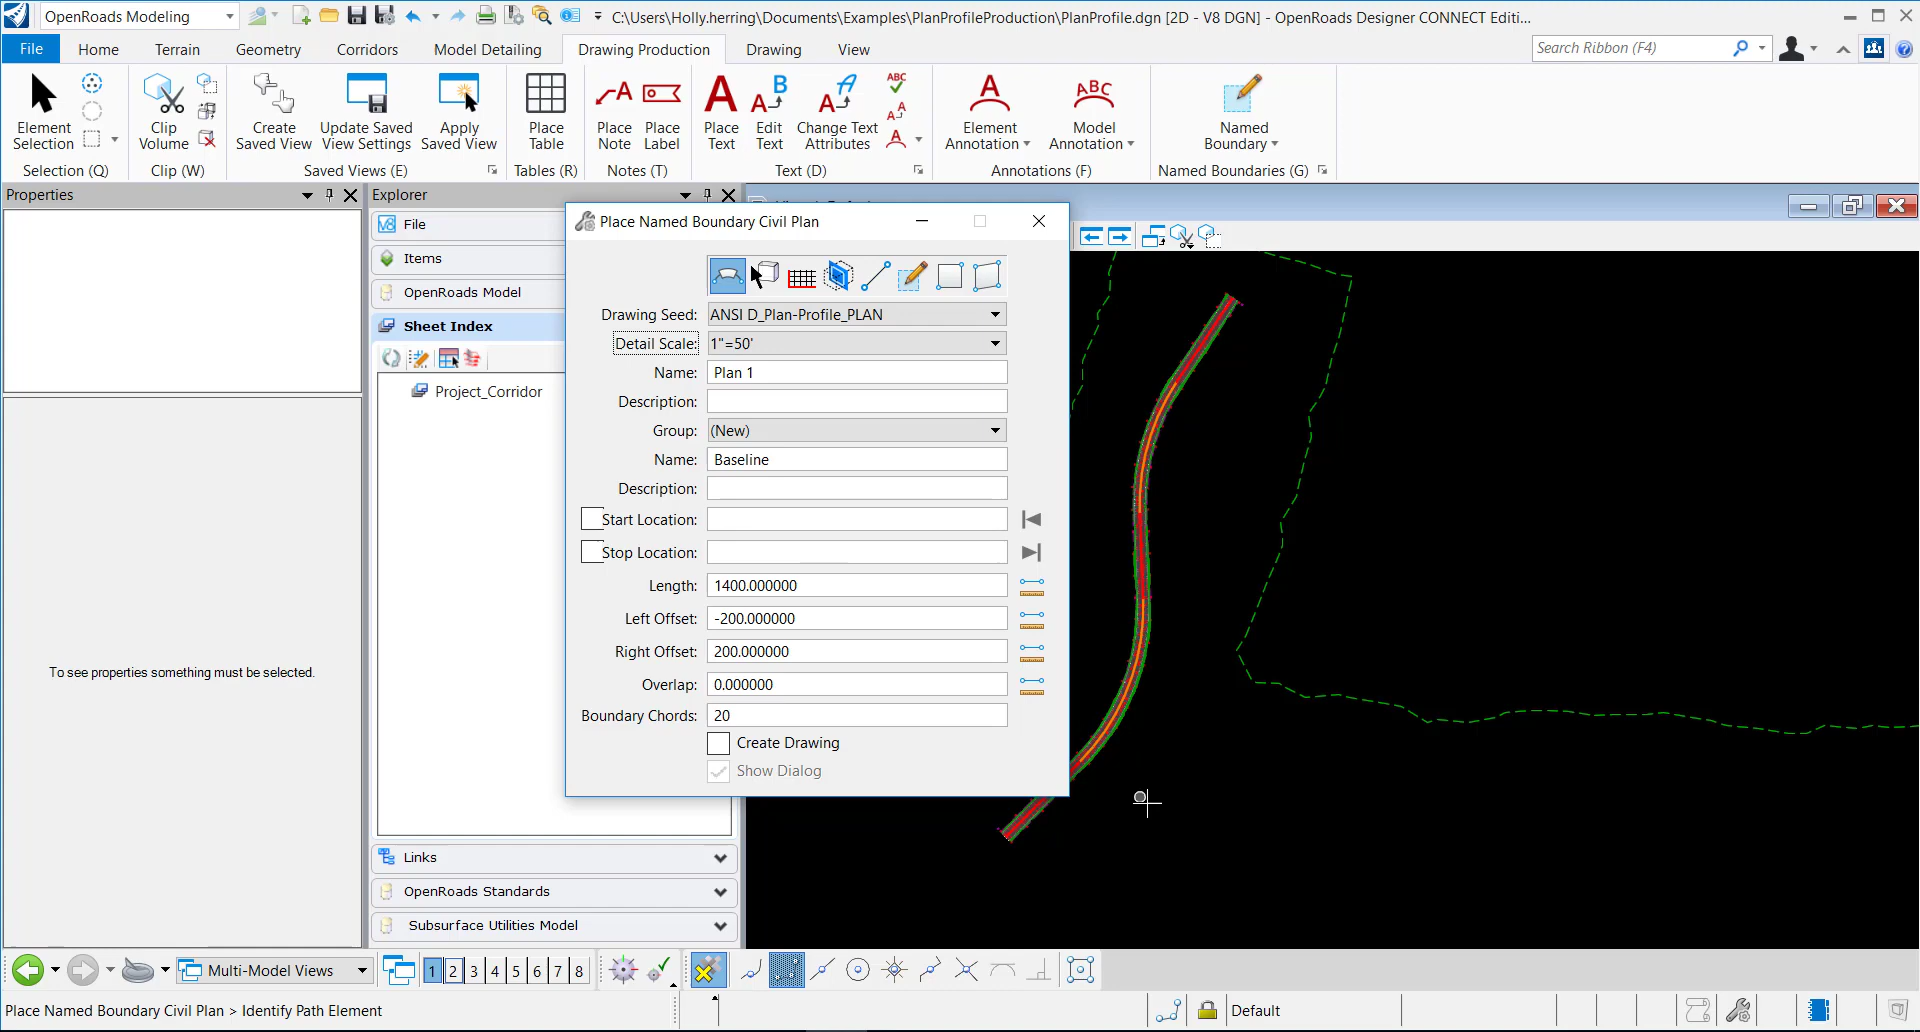 OpenRoads Modeling
C:\Users\Holly.herring\Documents\Examples\PlanProfileProduction\PlanProfile.dgn [2D - V8 DGN] - OpenRoads Designer CONNECT Editi...
File Home Terrain Geometry Corridors Model Detailing Drawing Production Drawing View
Search Ribbon (F4)
Element Selection
Clip Volume
Create Saved View
Update Saved View Settings
Apply Saved View
Place Table
Place Note
Place Label
Place Text
Edit Text
Change Text Attributes
ABC
Element Annotation
ABC
Model Annotation
Named Boundary
Selection (Q) Clip (W) Saved Views (E) Tables (R) Notes (T) Text (D) Annotations (F) Named Boundaries (G)
Properties
Explorer
File
Items
OpenRoads Model
Sheet Index
Project_Corridor
Links
OpenRoads Standards
Subsurface Utilities Model
To see properties something must be selected.
Place Named Boundary Civil Plan
Drawing Seed: ANSI D_Plan-Profile_PLAN
Detail Scale: 1"=50'
Name: Plan 1
Description:
Group: (New)
Name: Baseline
Description:
Start Location:
Stop Location:
Length: 1400.000000
Left Offset: -200.000000
Right Offset: 200.000000
Overlap: 0.000000
Boundary Chords: 20
Create Drawing
Show Dialog
Multi-Model Views
1 2 3 4 5 6 7 8
Place Named Boundary Civil Plan > Identify Path Element
Default